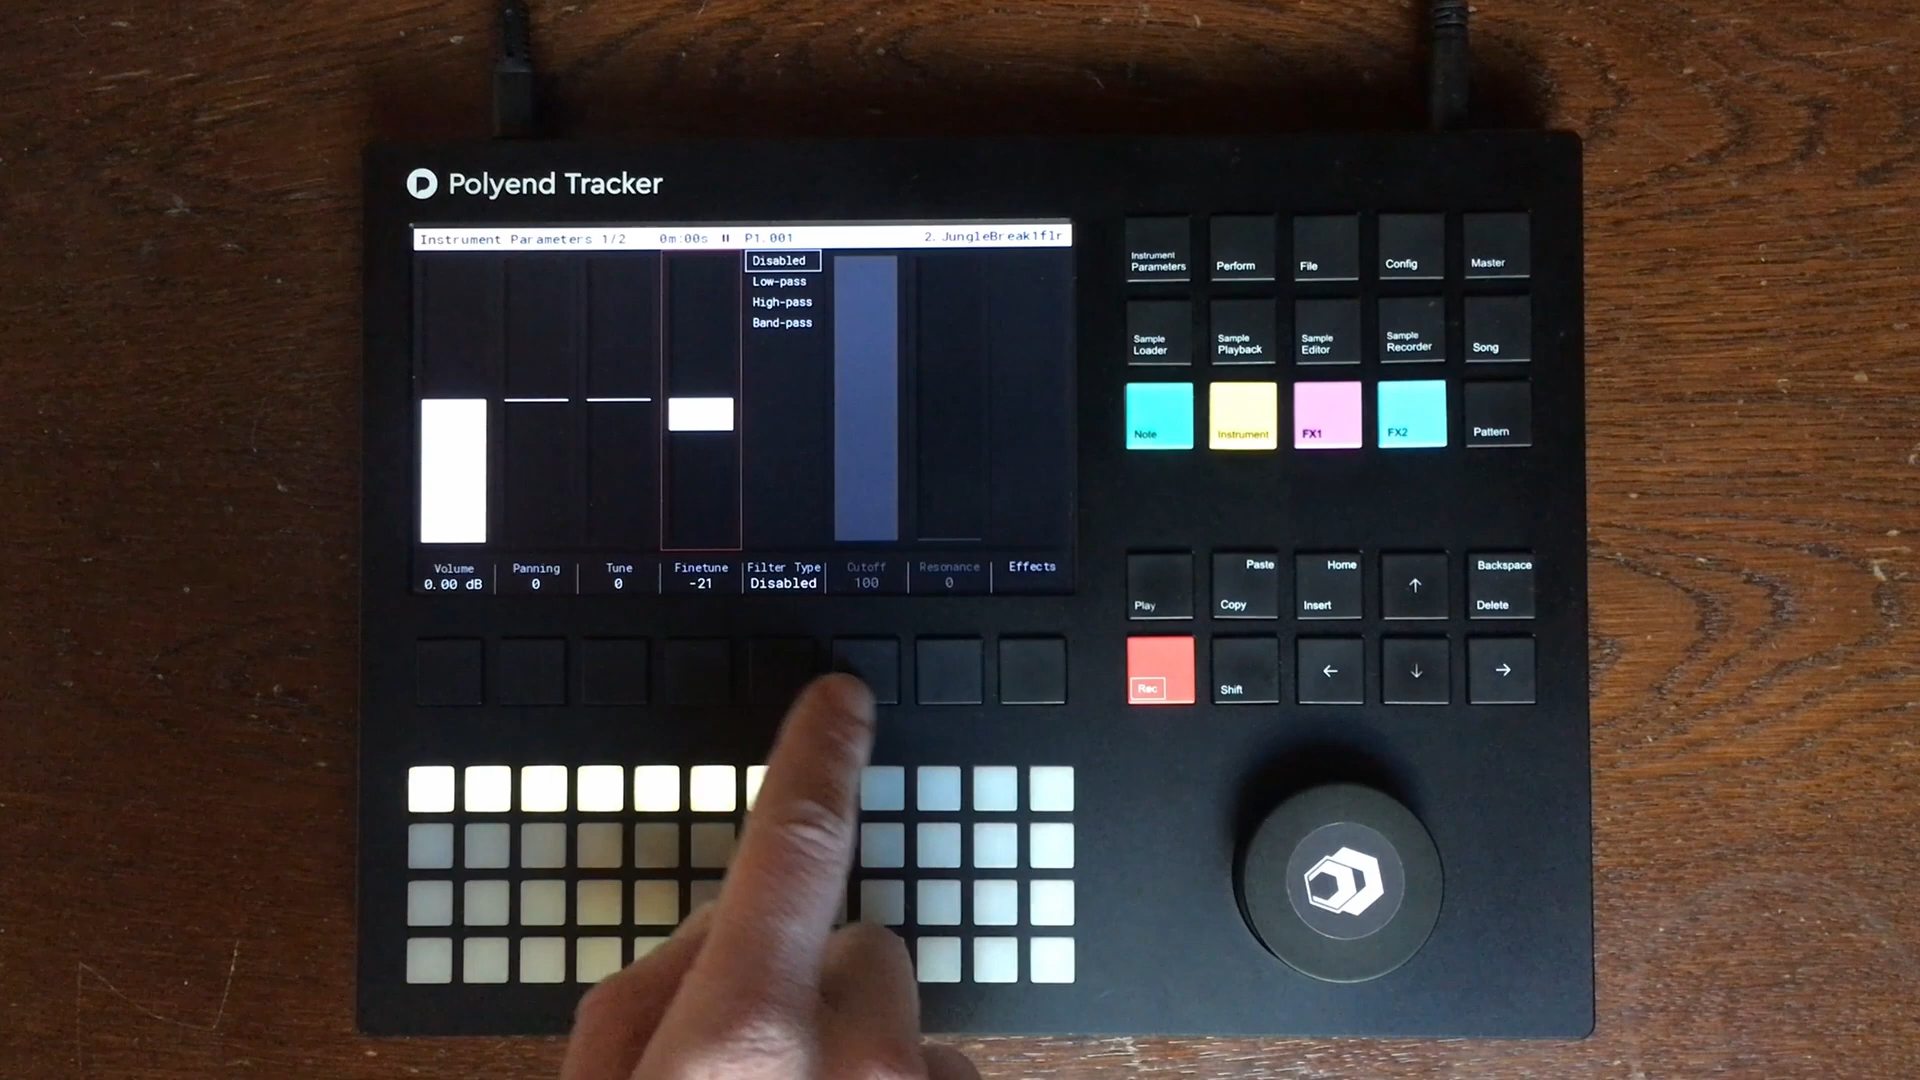 Polyend Tracker
Instrument Parameters 1/2 0m:00s P1.001 2.JungleBreak1flr
Disabled
Low-pass
High-pass
Band-pass
Volume Panning Tune Finetune Filter Type Cutoff Resonance Effects
0.00 dB 0 0 -21 Disabled 100 0
Instrument Parameters
Perform
File
Config
Master
Sample Loader
Sample Playback
Sample Editor
Sample Recorder
Song
Note
Instrument
FX1
FX2
Pattern
Play
Paste
Copy
Home
Insert
↑
Backspace
Delete
Rec
Shift
←
↓
→